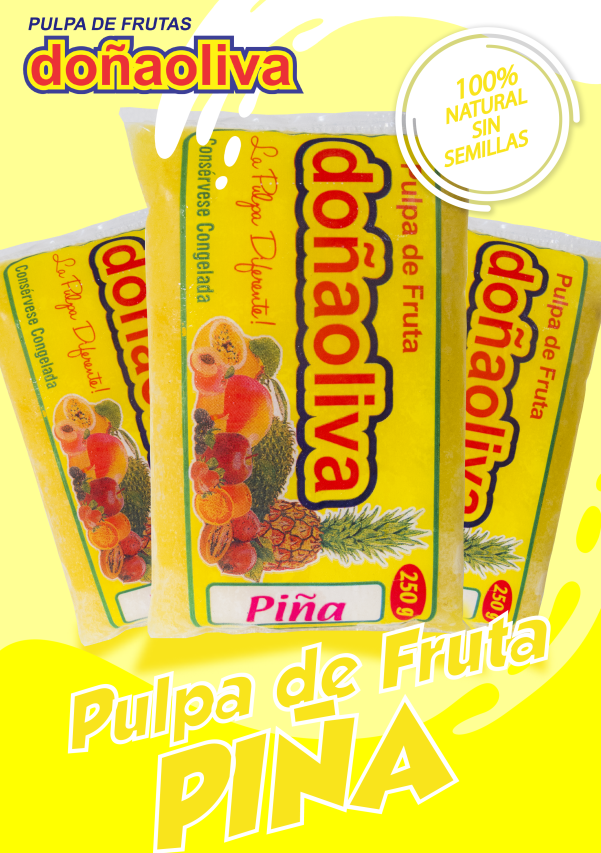 PULPA DE FRUTAS
doñaoliva
100%
NATURAL
SIN
SEMILLAS
Pulpa de Fruta
doñaoliva
La Pulpa Diferente!
Consérvese Congelada
Piña
250 g
doñao
La Pulpa Diferente!
Consérvese Congelada
Pulpa de Fruta
doñaoliva
250 g
Pulpa de Fruta
PIÑA